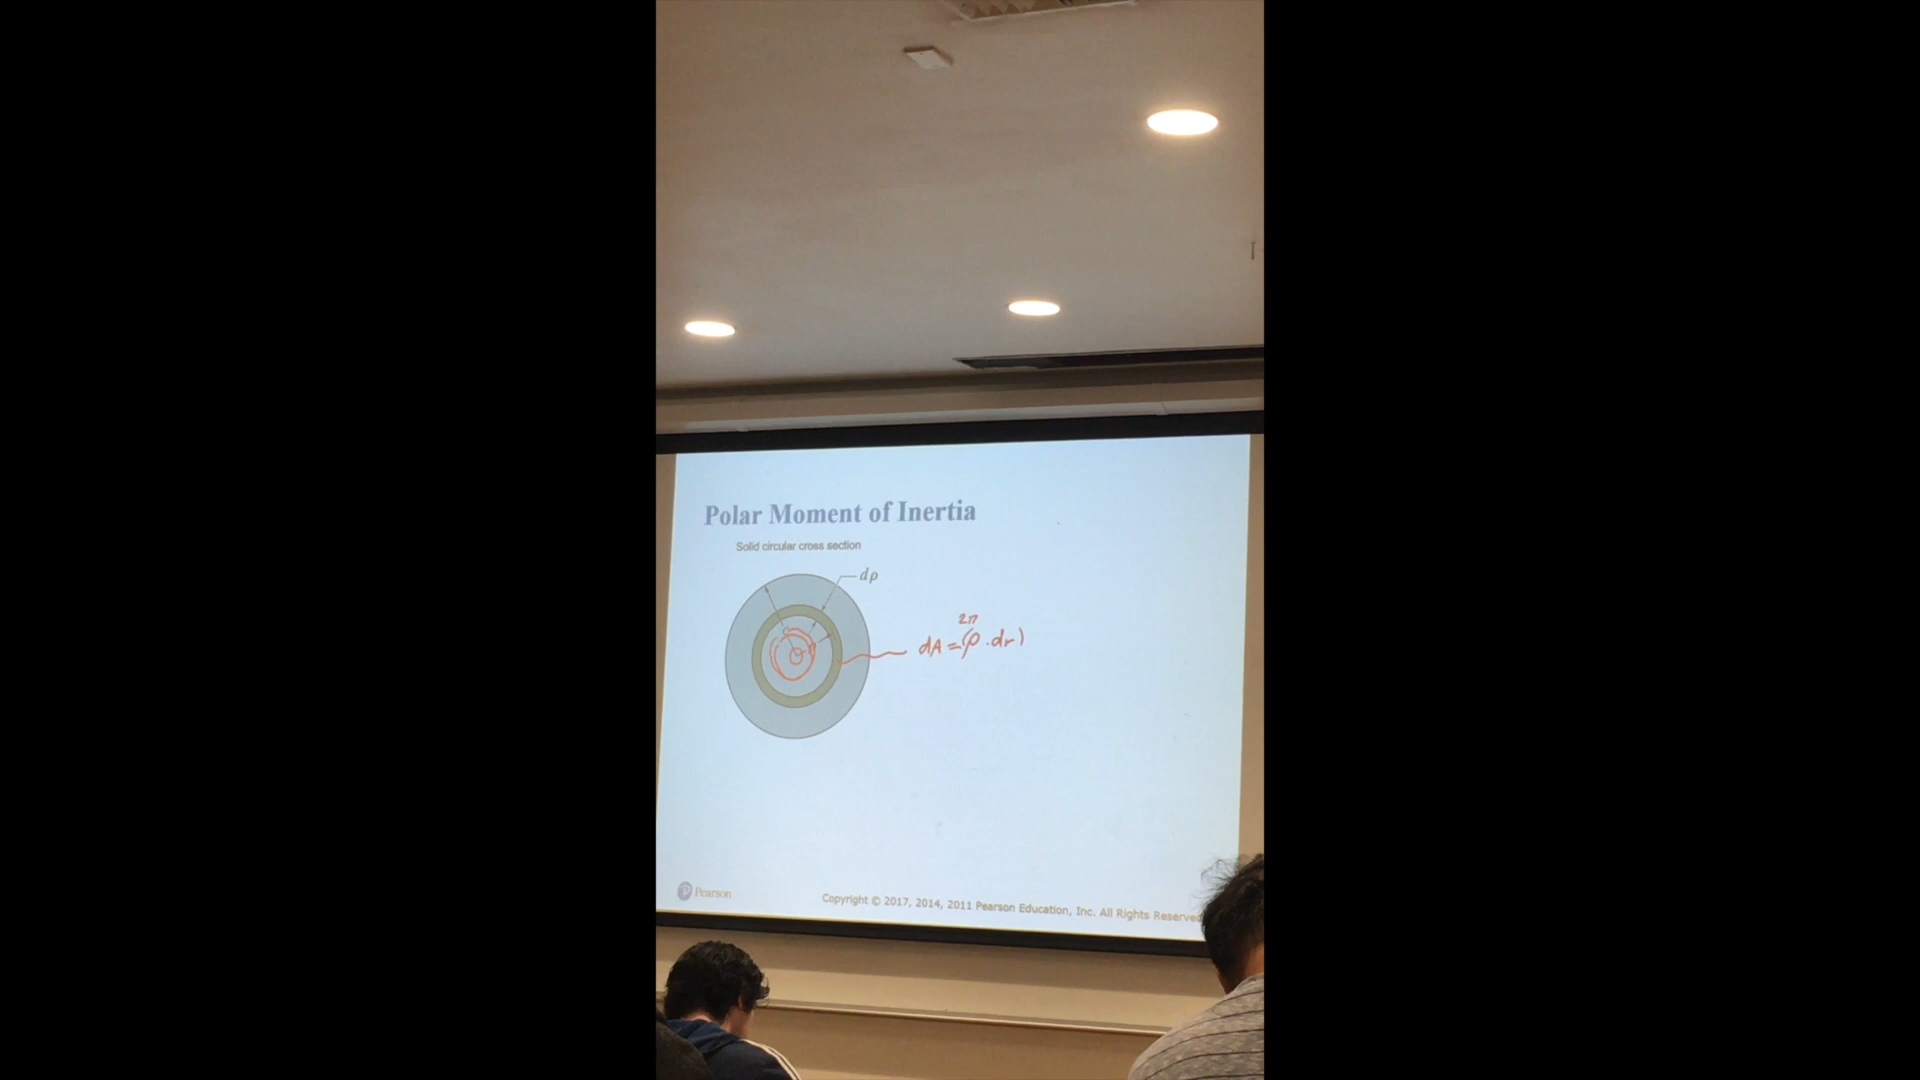 Polar Moment of Inertia
Solid circular cross section
dρ
2π
dA = (ρ . dr)
Pearson
Copyright © 2017, 2014, 2011 Pearson Education, Inc. All Rights Reserved